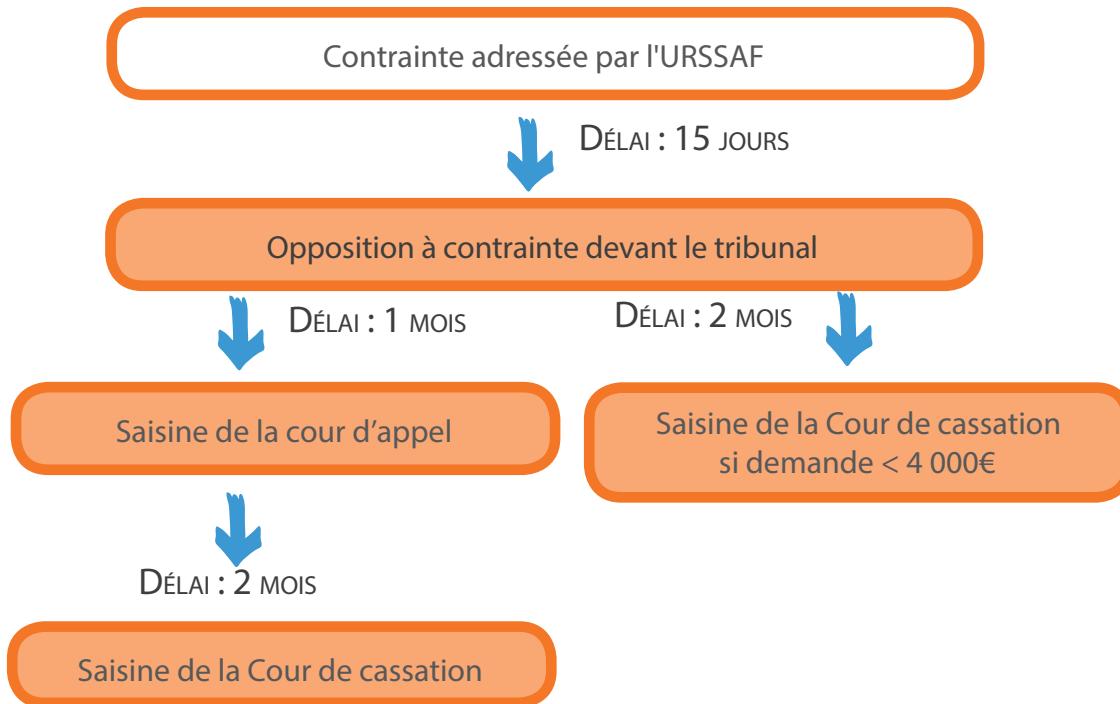 Contrainte adressée par l'URSSAF
DÉLAI : 15 JOURS
Opposition à contrainte devant le tribunal
DÉLAI : 1 MOIS
DÉLAI : 2 MOIS
Saisine de la cour d’appel
Saisine de la Cour de cassation
si demande < 4 000€
DÉLAI : 2 MOIS
Saisine de la Cour de cassation